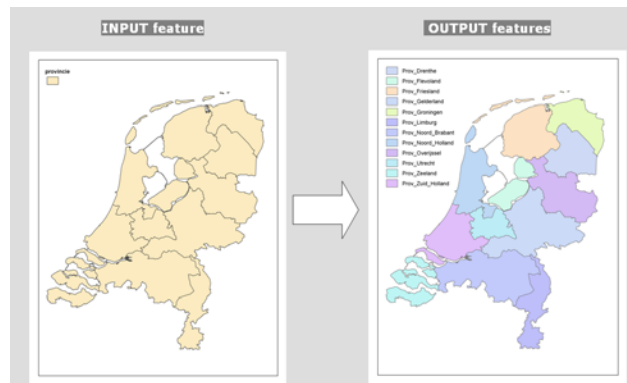 INPUT feature
OUTPUT features
provincie
Prov_Drenthe
Prov_Flevoland
Prov_Friesland
Prov_Gelderland
Prov_Groningen
Prov_Limburg
Prov_Noord_Brabant
Prov_Noord_Holland
Prov_Overijssel
Prov_Utrecht
Prov_Zeeland
Prov_Zuid_Holland